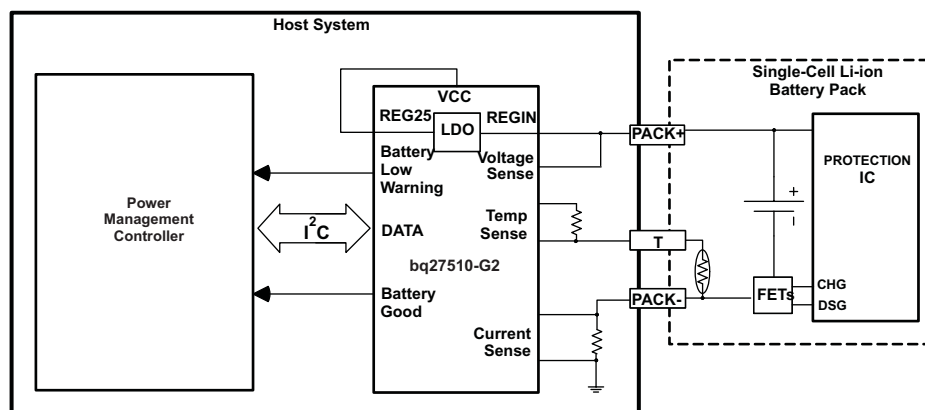 Host System
Power
Management
Controller
I²C
VCC
REG25
LDO
REGIN
Battery
Low
Warning
Voltage
Sense
Temp
Sense
DATA
bq27510-G2
Battery
Good
Current
Sense
PACK+
T
PACK-
Single-Cell Li-ion
Battery Pack
PROTECTION
IC
+
–
FETs
CHG
DSG